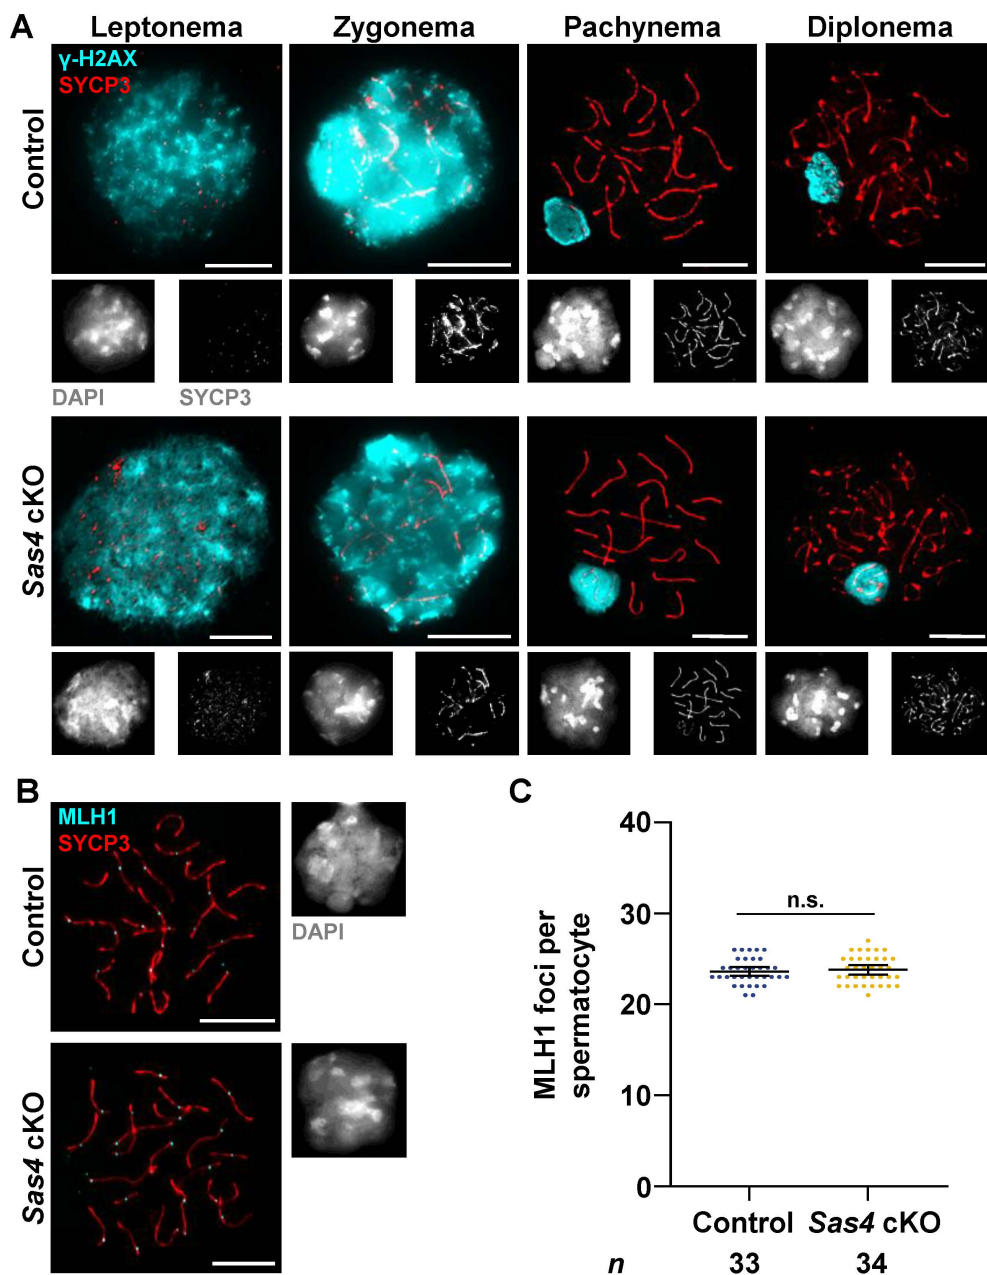 A
Leptonema Zygonema Pachynema Diplonema
γ-H2AX
SYCP3
Control
DAPI SYCP3
Sas4 cKO
B
MLH1
SYCP3
Control
DAPI
Sas4 cKO
C
MLH1 foci per
spermatocyte
40
30
20
10
0
n.s.
Control Sas4 cKO
n 33 34